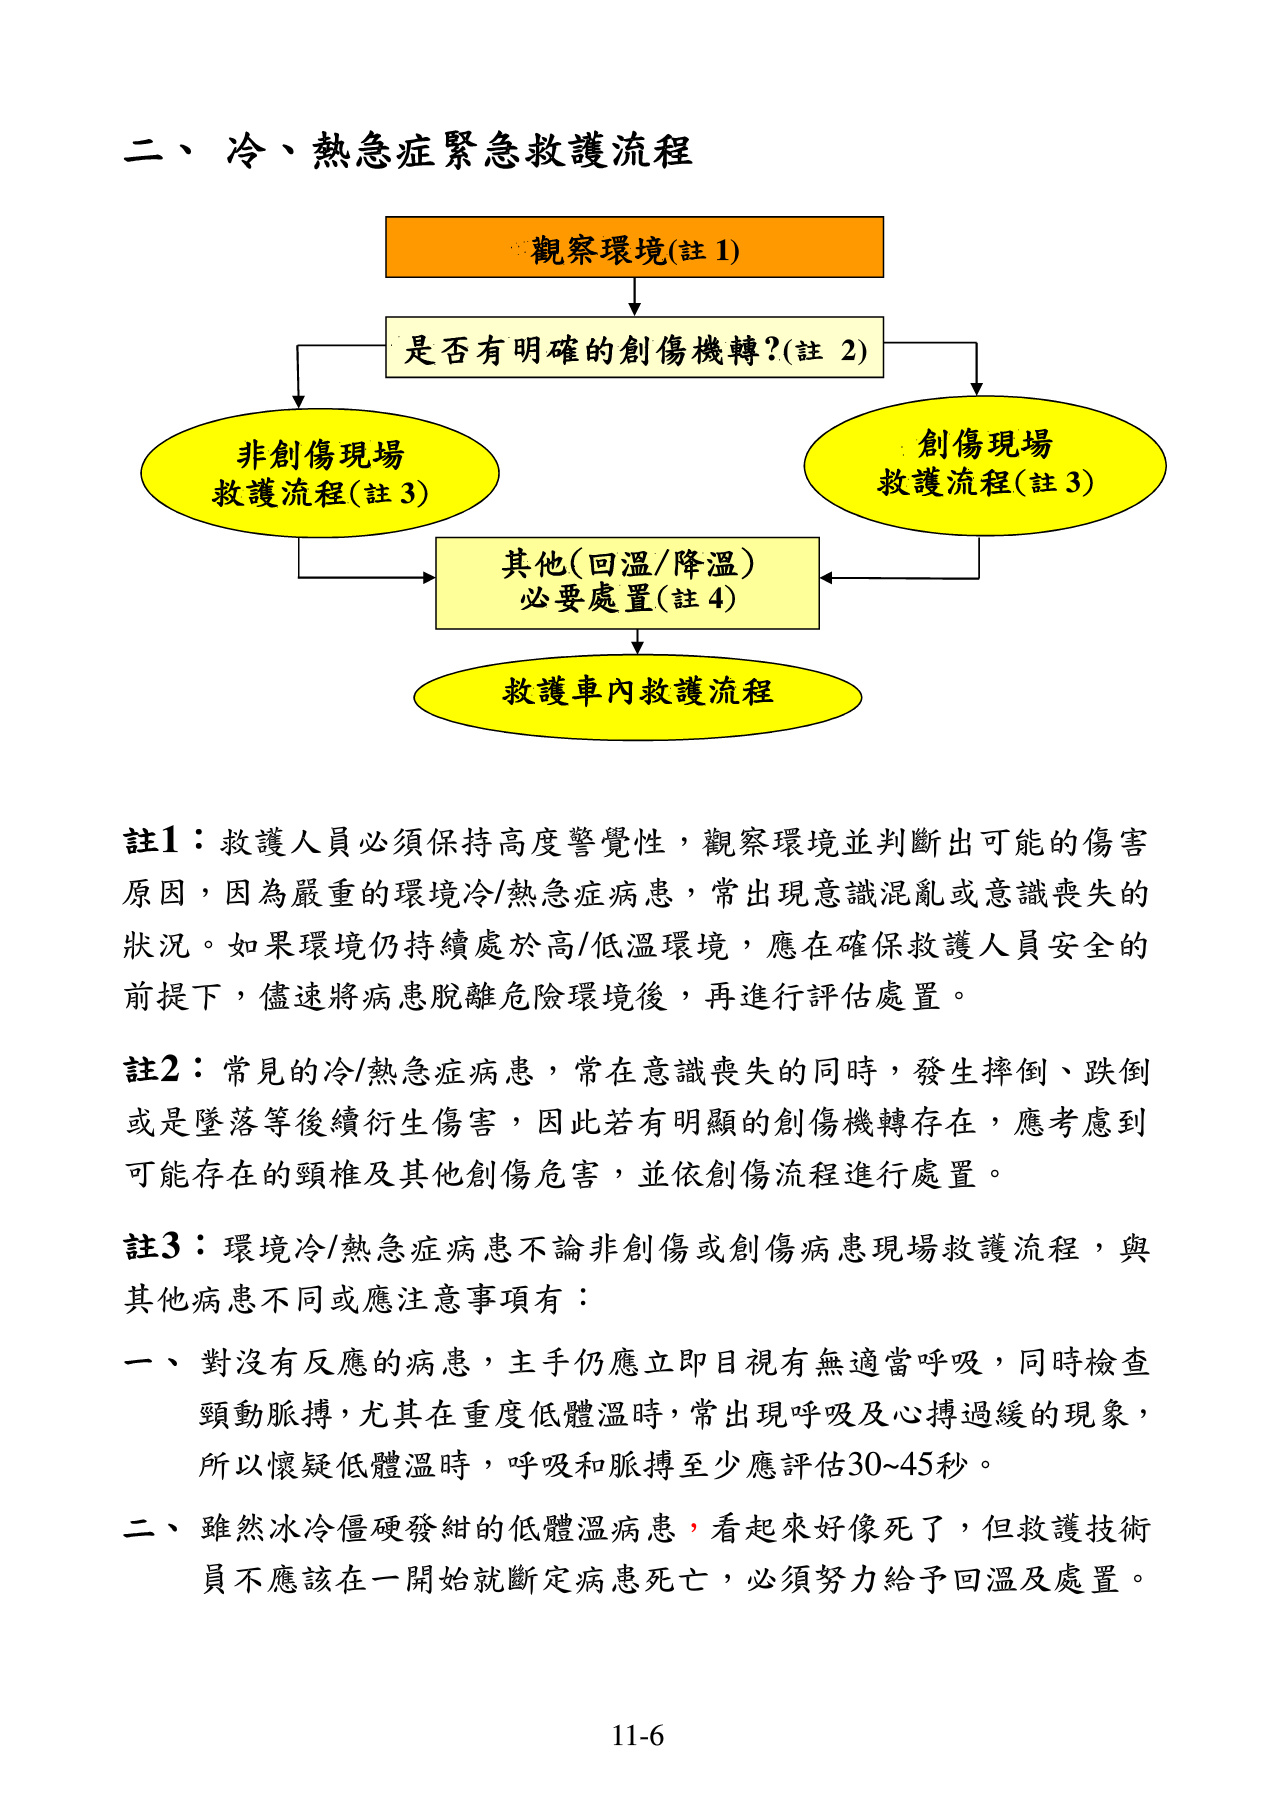 二、 冷、熱急症緊急救護流程
觀察環境(註 1)
是否有明確的創傷機轉?(註 2)
非創傷現場
救護流程(註 3)
創傷現場
救護流程(註 3)
其他(回溫/降溫)
必要處置(註 4)
救護車內救護流程
註1：救護人員必須保持高度警覺性，觀察環境並判斷出可能的傷害
原因，因為嚴重的環境冷/熱急症病患，常出現意識混亂或意識喪失的
狀況。如果環境仍持續處於高/低溫環境，應在確保救護人員安全的
前提下，儘速將病患脫離危險環境後，再進行評估處置。
註2：常見的冷/熱急症病患，常在意識喪失的同時，發生摔倒、跌倒
或是墜落等後續衍生傷害，因此若有明顯的創傷機轉存在，應考慮到
可能存在的頸椎及其他創傷危害，並依創傷流程進行處置。
註3：環境冷/熱急症病患不論非創傷或創傷病患現場救護流程，與
其他病患不同或應注意事項有：
一、 對沒有反應的病患，主手仍應立即目視有無適當呼吸，同時檢查
頸動脈搏，尤其在重度低體溫時，常出現呼吸及心搏過緩的現象，
所以懷疑低體溫時，呼吸和脈搏至少應評估30~45秒。
二、 雖然冰冷僵硬發紺的低體溫病患，看起來好像死了，但救護技術
員不應該在一開始就斷定病患死亡，必須努力給予回溫及處置。
11-6